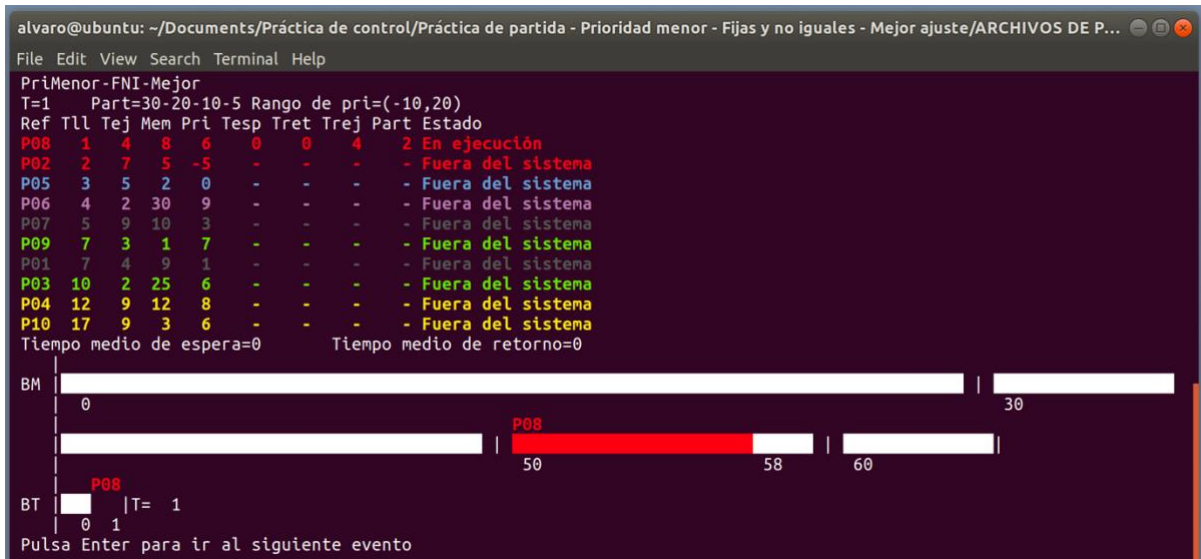 alvaro@ubuntu: ~/Documents/Práctica de control/Práctica de partida - Prioridad menor - Fijas y no iguales - Mejor ajuste/ARCHIVOS DE P...
File Edit View Search Terminal Help
PriMenor-FNI-Mejor
T=1 Part=30-20-10-5 Rango de pri=(-10,20)
Ref Tll Tej Mem Pri Tesp Tret Trej Part Estado
P08 1 4 8 6 0 0 4 2 En ejecución
P02 2 7 5 -5 - - - - Fuera del sistema
P05 3 5 2 0 - - - - Fuera del sistema
P06 4 2 30 9 - - - - Fuera del sistema
P07 5 9 10 3 - - - - Fuera del sistema
P09 7 3 1 7 - - - - Fuera del sistema
P01 7 4 9 1 - - - - Fuera del sistema
P03 10 2 25 6 - - - - Fuera del sistema
P04 12 9 12 8 - - - - Fuera del sistema
P10 17 9 3 6 - - - - Fuera del sistema
Tiempo medio de espera=0 Tiempo medio de retorno=0
|
BM | | 
| 0 30
| P08
| | | |
| 50 58 60
| P08
BT | |T= 1
| 0 1
Pulsa Enter para ir al siguiente evento